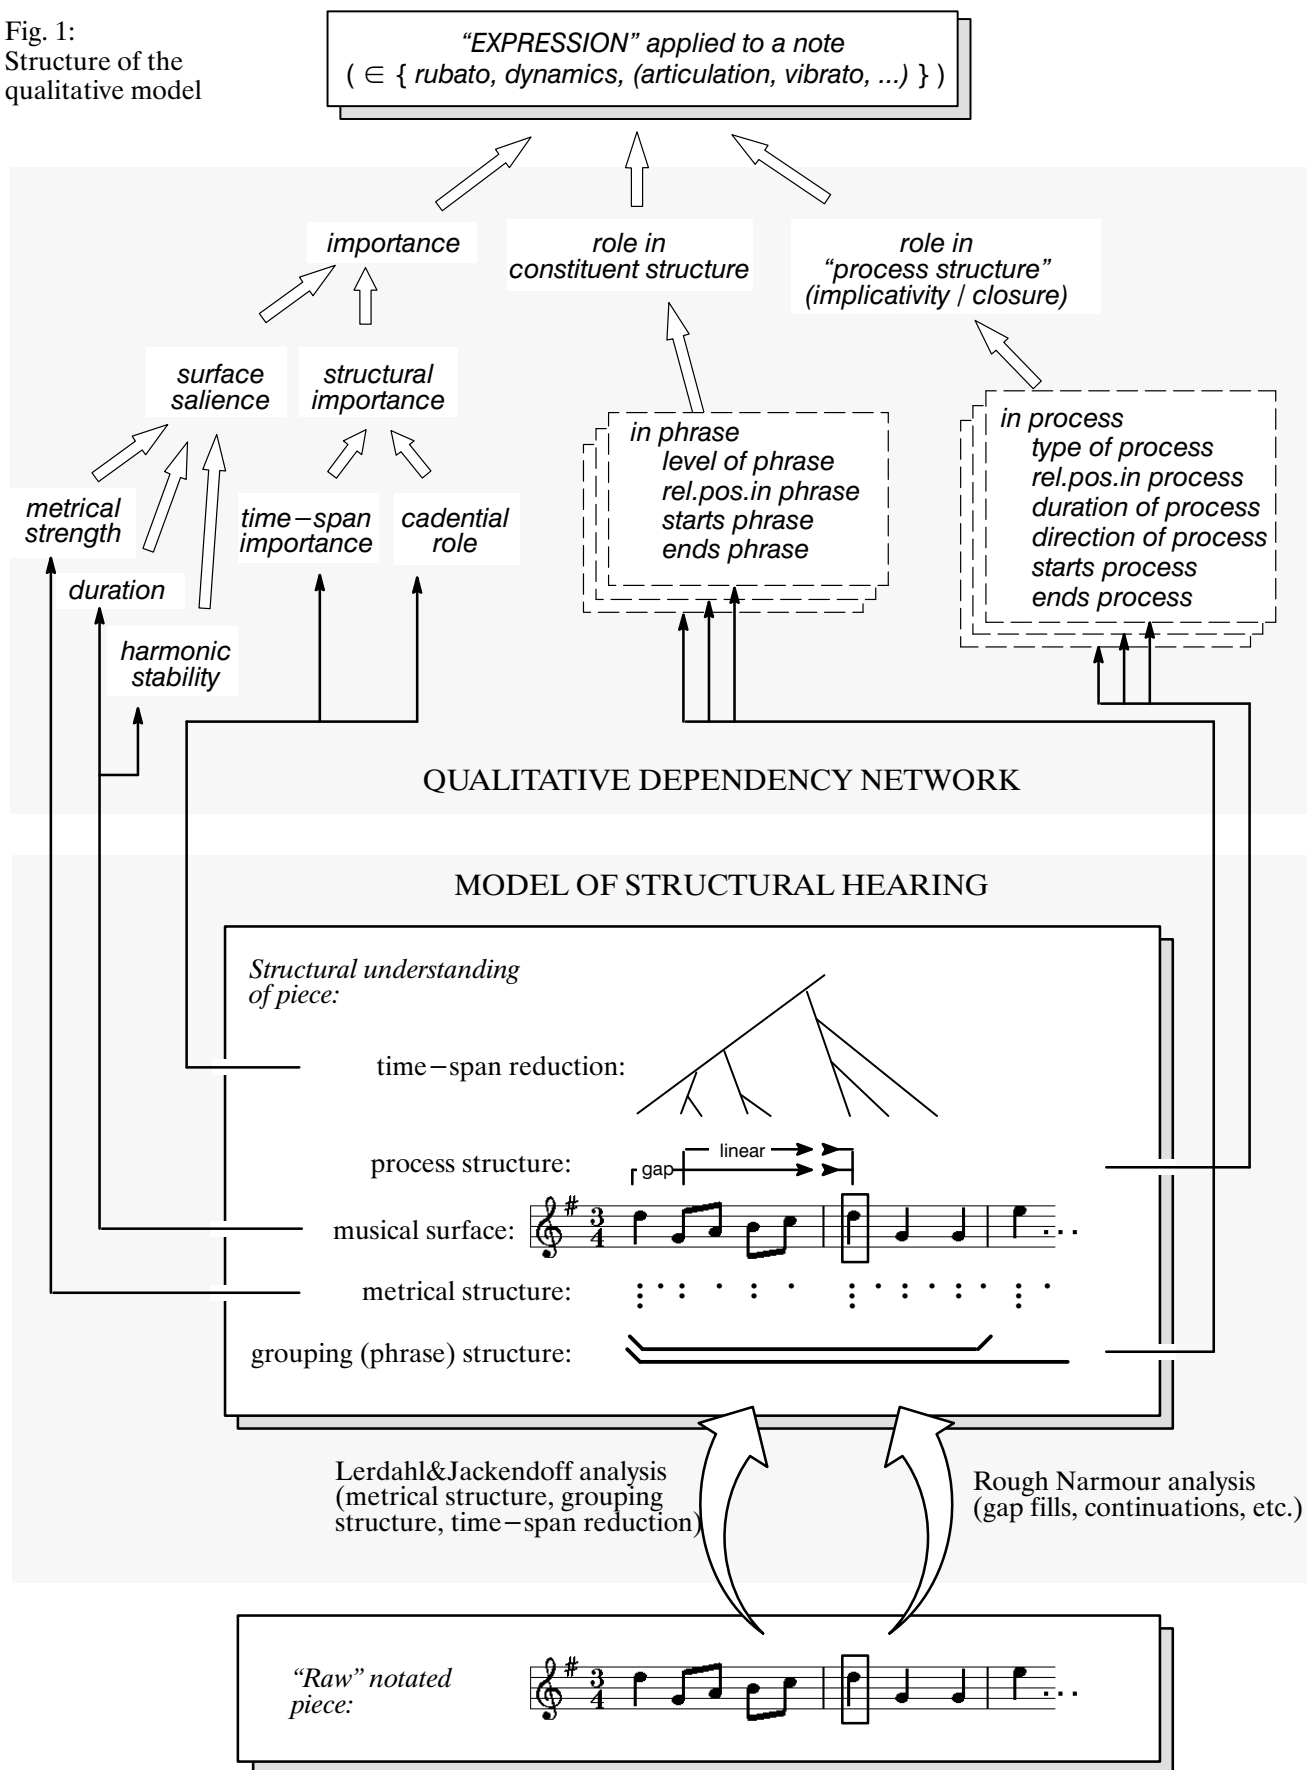 Fig. 1:
Structure of the
qualitative model
“EXPRESSION” applied to a note
( ∈ { rubato, dynamics, (articulation, vibrato, ...) } )
importance
role in
constituent structure
role in
“process structure”
(implicativity / closure)
surface
salience
structural
importance
in phrase
level of phrase
rel.pos.in phrase
starts phrase
ends phrase
in process
type of process
rel.pos.in process
duration of process
direction of process
starts process
ends process
metrical
strength
time−span
importance
cadential
role
duration
harmonic
stability
QUALITATIVE DEPENDENCY NETWORK
MODEL OF STRUCTURAL HEARING
Structural understanding
of piece:
time−span reduction:
process structure:
gap
linear
musical surface:
3
4
...
metrical structure:
grouping (phrase) structure:
Lerdahl&Jackendoff analysis
(metrical structure, grouping
structure, time−span reduction)
Rough Narmour analysis
(gap fills, continuations, etc.)
“Raw” notated
piece:
3
4
...